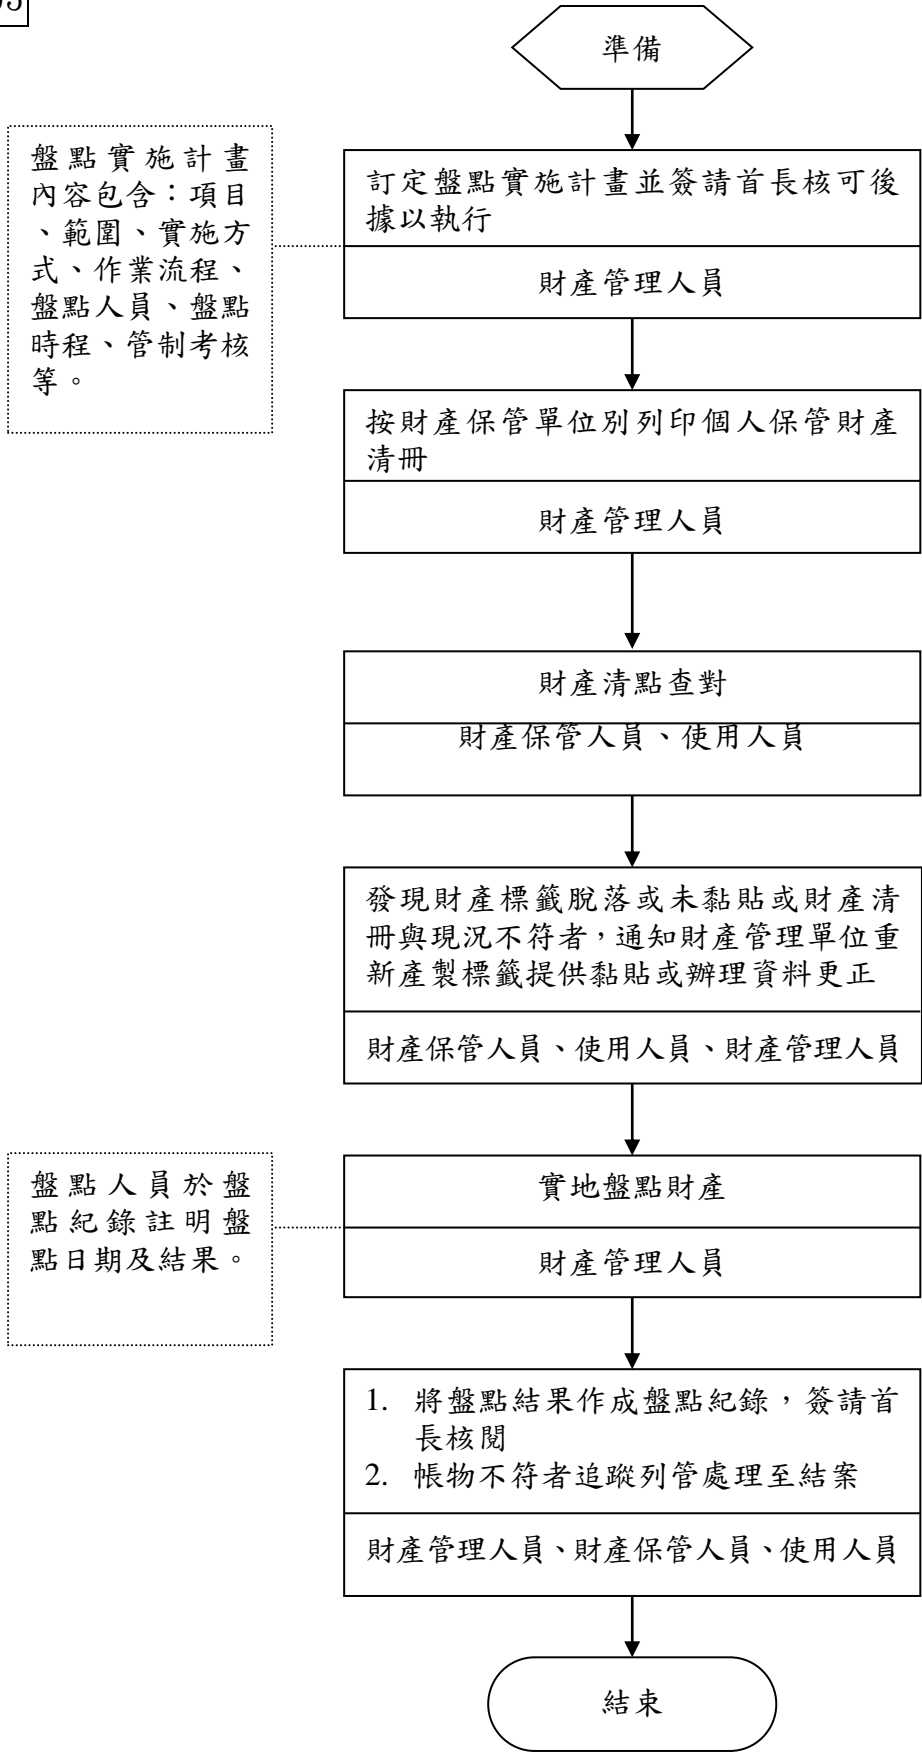 準備
盤點實施計畫
內容包含：項目
、範圍、實施方
式、作業流程、
盤點人員、盤點
時程、管制考核
等。
訂定盤點實施計畫並簽請首長核可後
據以執行
財產管理人員
按財產保管單位別列印個人保管財產
清冊
財產管理人員
財產清點查對
財產保管人員、使用人員
發現財產標籤脫落或未黏貼或財產清
冊與現況不符者，通知財產管理單位重
新產製標籤提供黏貼或辦理資料更正
財產保管人員、使用人員、財產管理人員
盤點人員於盤
點紀錄註明盤
點日期及結果。
實地盤點財產
財產管理人員
1. 將盤點結果作成盤點紀錄，簽請首
長核閱
2. 帳物不符者追蹤列管處理至結案
財產管理人員、財產保管人員、使用人員
結束